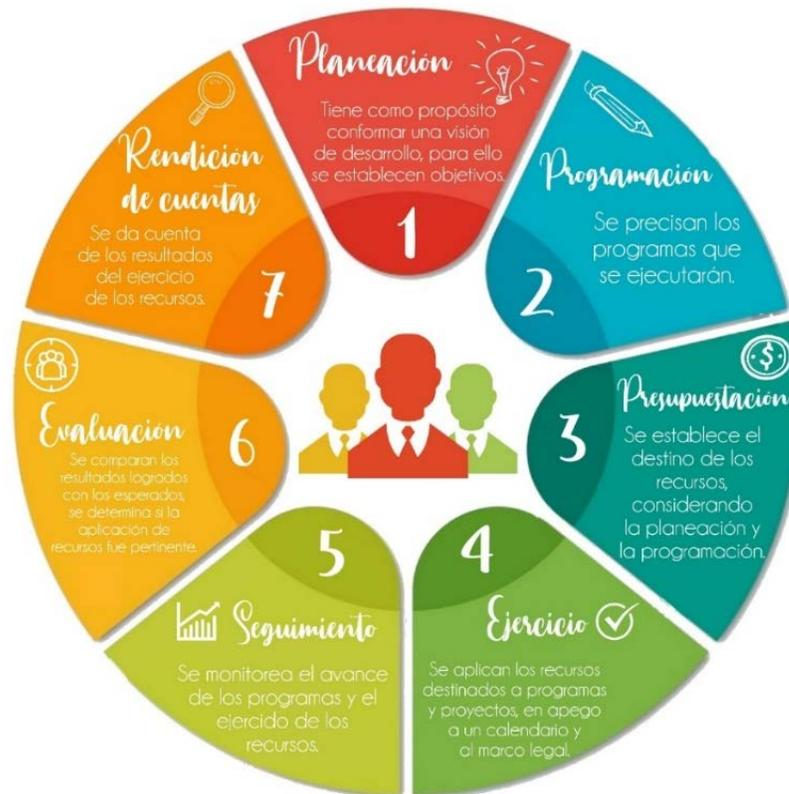 Planeación
Tiene como propósito
conformar una visión
de desarrollo, para ello
se establecen objetivos.
1
Programación
Se precisan los
programas que
se ejecutarán.
2
Presupuestación
Se establece el
destino de los
recursos,
considerando
la planeación y
la programación.
3
4
Ejercicio
Se aplican los recursos
destinados a programas
y proyectos, en apego
a un calendario y
al marco legal.
5
Seguimiento
Se monitorea el avance
de los programas y el
ejercido de los
recursos.
6
Evaluación
Se comparan los
resultados logrados
con los esperados,
se determina si la
aplicación de
recursos fue pertinente.
Rendición
de cuentas
Se da cuenta
de los resultados
del ejercicio
de los recursos.
7
$